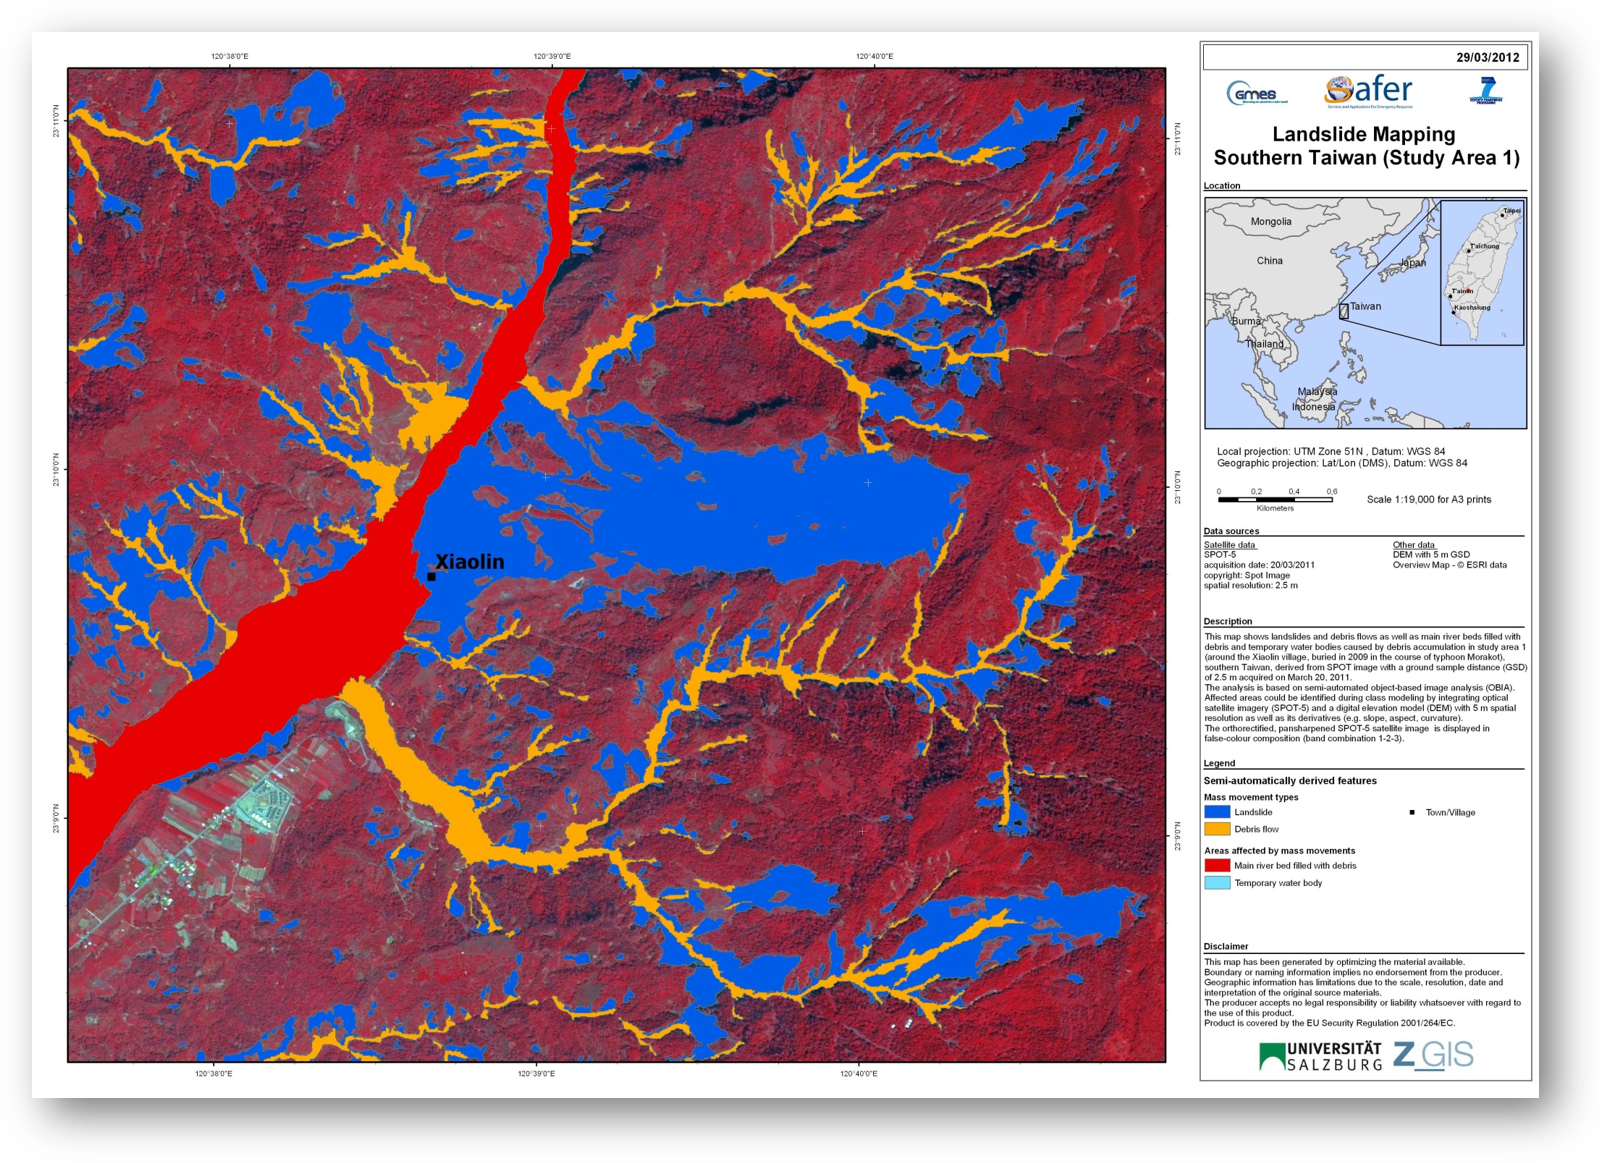 29/03/2012
GMES
Safer
Services and Applications For Emergency Response
Landslide Mapping
Southern Taiwan (Study Area 1)
Location
Mongolia
China
Japan
Taiwan
Burma
Thailand
Malaysia
Indonesia
Taipei
T'aichung
T'ainan
Kaoshsiung
Local projection: UTM Zone 51N , Datum: WGS 84
Geographic projection: Lat/Lon (DMS), Datum: WGS 84
0 0,2 0,4 0,6
Kilometers
Scale 1:19,000 for A3 prints
Data sources
Satellite data
SPOT-5
acquisition date: 20/03/2011
copyright: Spot Image
spatial resolution: 2.5 m
Other data
DEM with 5 m GSD
Overview Map - © ESRI data
Description
This map shows landslides and debris flows as well as main river beds filled with
debris and temporary water bodies caused by debris accumulation in study area 1
(around the Xiaolin village, buried in 2009 in the course of typhoon Morakot),
southern Taiwan, derived from SPOT image with a ground sample distance (GSD)
of 2.5 m acquired on March 20, 2011.
The analysis is based on semi-automated object-based image analysis (OBIA).
Affected areas could be identified during class modeling by integrating optical
satellite imagery (SPOT-5) and a digital elevation model (DEM) with 5 m spatial
resolution as well as its derivatives (e.g. slope, aspect, curvature).
The orthorectified, pansharpened SPOT-5 satellite image is displayed in
false-colour composition (band combination 1-2-3).
Legend
Semi-automatically derived features
Mass movement types
Landslide
Debris flow
Town/Village
Areas affected by mass movements
Main river bed filled with debris
Temporary water body
Disclaimer
This map has been generated by optimizing the material available.
Boundary or naming information implies no endorsement from the producer.
Geographic information has limitations due to the scale, resolution, date and
interpretation of the original source materials.
The producer accepts no legal responsibility or liability whatsoever with regard to
the use of this product.
Product is covered by the EU Security Regulation 2001/264/EC.
UNIVERSITÄT
SALZBURG
Z_GIS
120°38'0"E
120°39'0"E
120°40'0"E
23°11'0"N
23°10'0"N
23°9'0"N
Xiaolin
23°11'0"N
23°10'0"N
23°9'0"N
120°38'0"E
120°39'0"E
120°40'0"E